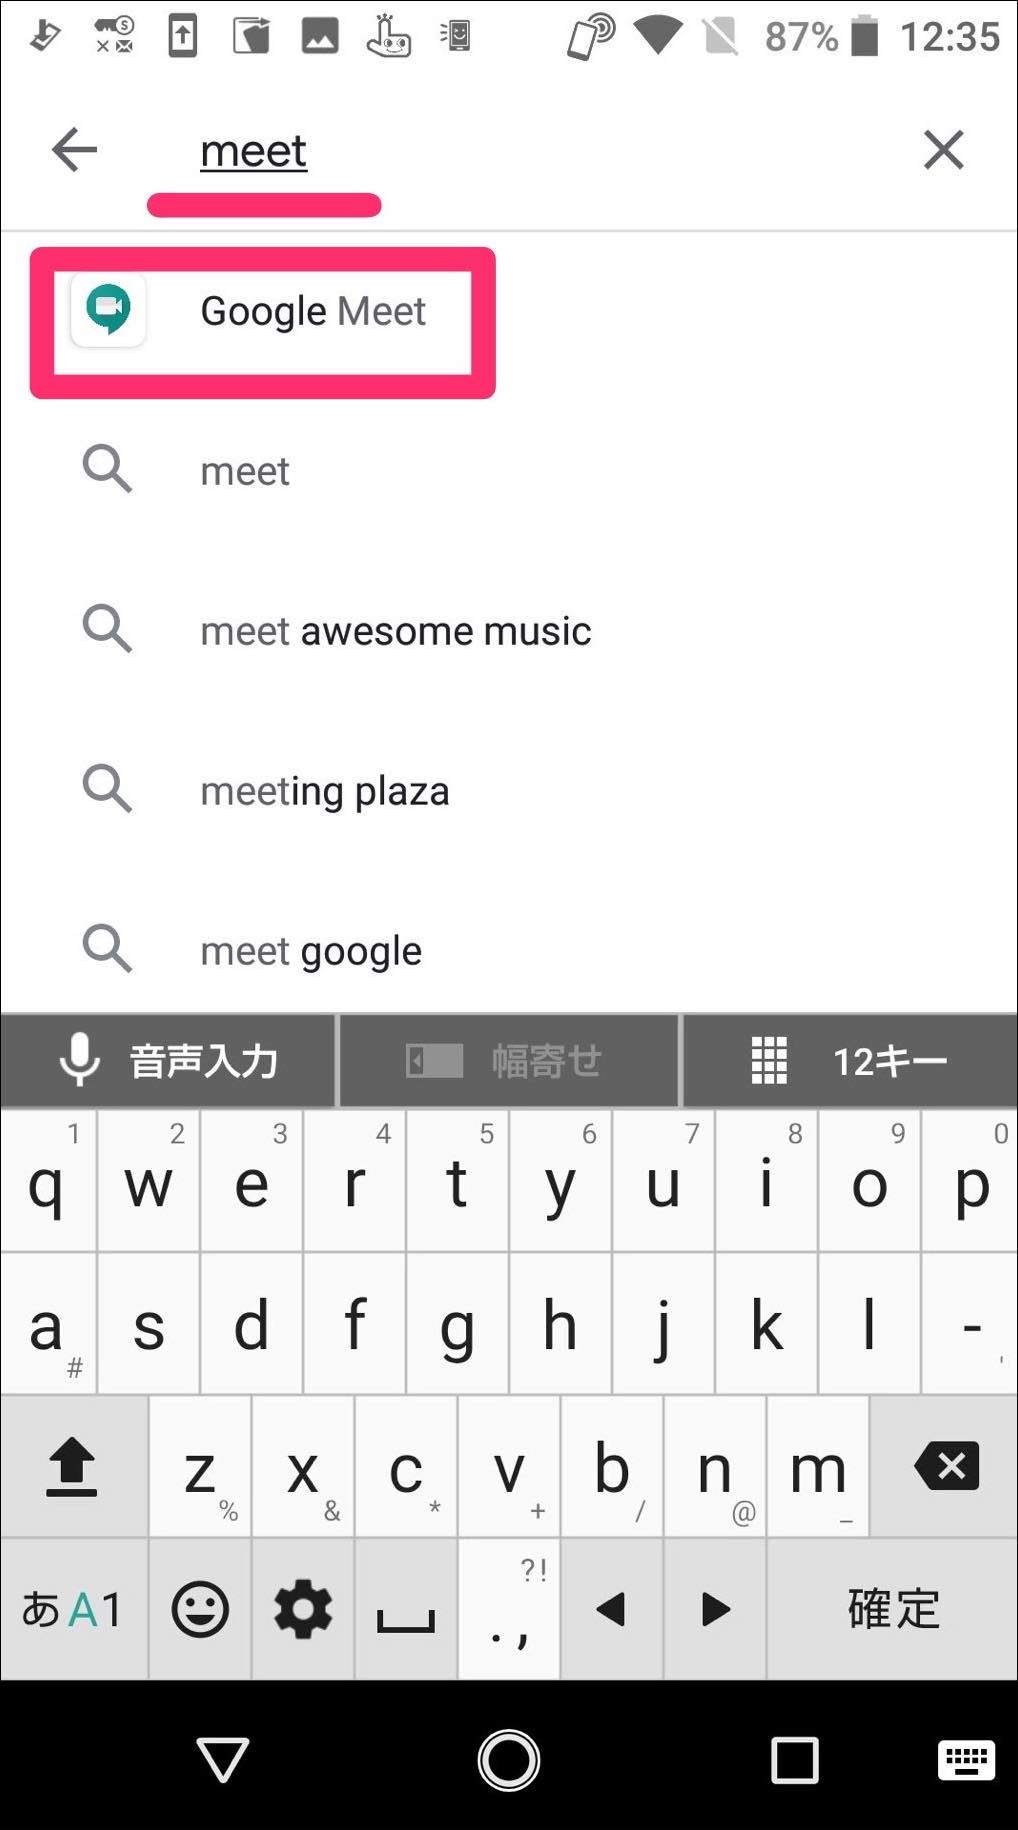 87% 12:35
meet
Google Meet
meet
meet awesome music
meeting plaza
meet google
音声入力 幅寄せ 12キー
1 2 3 4 5 6 7 8 9 0
q w e r t y u i o p
a s d f g h j k l -
# '
z x c v b n m
% & * + / @ _
?!
あA1 . , 確定